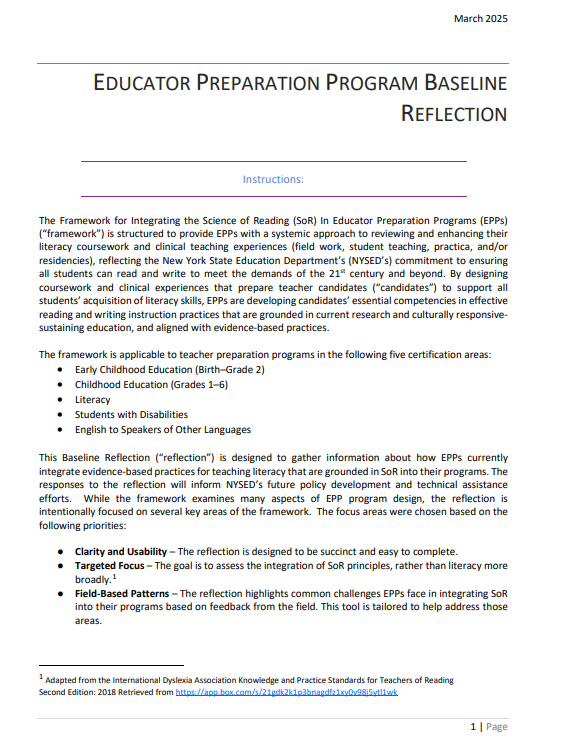 March 2025
EDUCATOR PREPARATION PROGRAM BASELINE
REFLECTION
Instructions:
The Framework for Integrating the Science of Reading (SoR) In Educator Preparation Programs (EPPs)
("framework") is structured to provide EPPs with a systemic approach to reviewing and enhancing their
literacy coursework and clinical teaching experiences (field work, student teaching, practica, and/or
residencies), reflecting the New York State Education Department's (NYSED's) commitment to ensuring
all students can read and write to meet the demands of the 21st century and beyond. By designing
coursework and clinical experiences that prepare teacher candidates ("candidates") to support all
students' acquisition of literacy skills, EPPs are developing candidates' essential competencies in effective
reading and writing instruction practices that are grounded in current research and culturally responsive-
sustaining education, and aligned with evidence-based practices.
The framework is applicable to teacher preparation programs in the following five certification areas:
• Early Childhood Education (Birth–Grade 2)
• Childhood Education (Grades 1–6)
• Literacy
• Students with Disabilities
• English to Speakers of Other Languages
This Baseline Reflection ("reflection") is designed to gather information about how EPPs currently
integrate evidence-based practices for teaching literacy that are grounded in SoR into their programs. The
responses to the reflection will inform NYSED's future policy development and technical assistance
efforts. While the framework examines many aspects of EPP program design, the reflection is
intentionally focused on several key areas of the framework. The focus areas were chosen based on the
following priorities:
• Clarity and Usability – The reflection is designed to be succinct and easy to complete.
• Targeted Focus – The goal is to assess the integration of SoR principles, rather than literacy more
broadly.1
• Field-Based Patterns – The reflection highlights common challenges EPPs face in integrating SoR
into their programs based on feedback from the field. This tool is tailored to help address those
areas.
1 Adapted from the International Dyslexia Association Knowledge and Practice Standards for Teachers of Reading
Second Edition: 2018 Retrieved from https://app.box.com/s/21gdk2k1p3bnagdfz1xy0v98j5ytl1wk
1 | Page